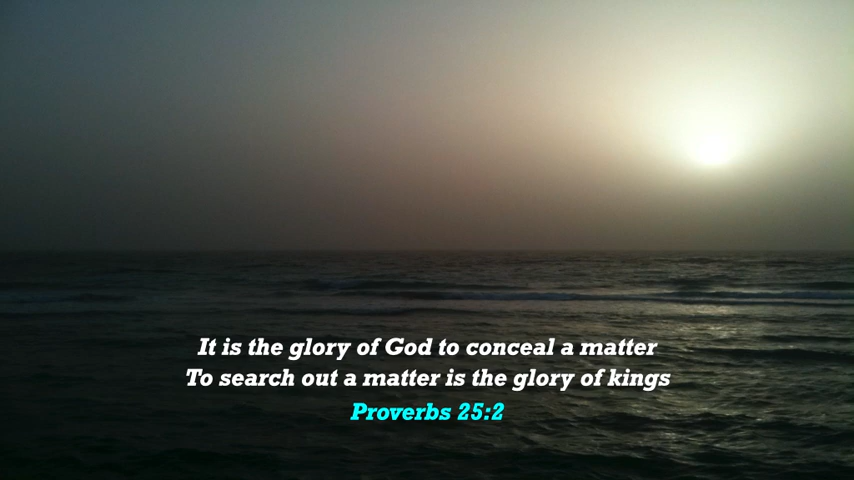 It is the glory of God to conceal a matter
To search out a matter is the glory of kings
Proverbs 25:2